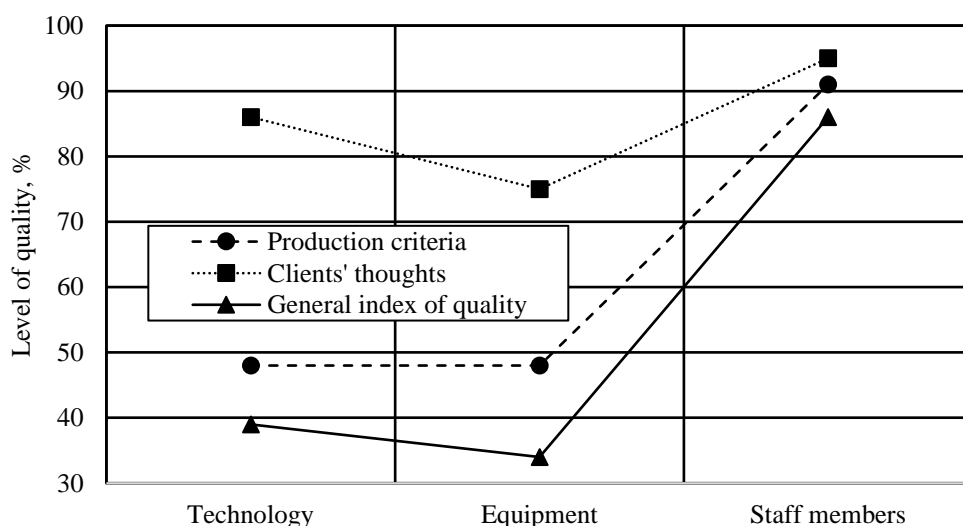 100
90
80
70
60
50
40
30
Level of quality, %
Production criteria
Clients' thoughts
General index of quality
Technology
Equipment
Staff members